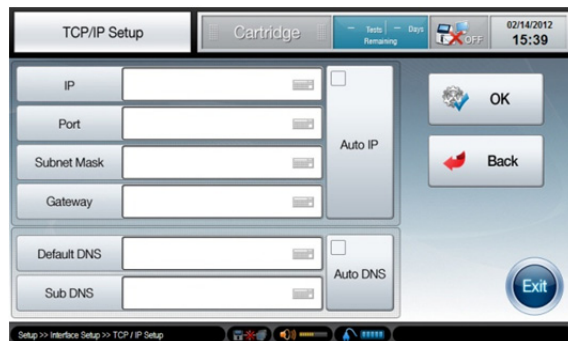 TCP/IP Setup
Cartridge
- Tests - Days
Remaining
OFF
02/14/2012
15:39
IP
Port
Subnet Mask
Gateway
Auto IP
OK
Back
Default DNS
Sub DNS
Auto DNS
Exit
Setup >> Interface Setup >> TCP / IP Setup